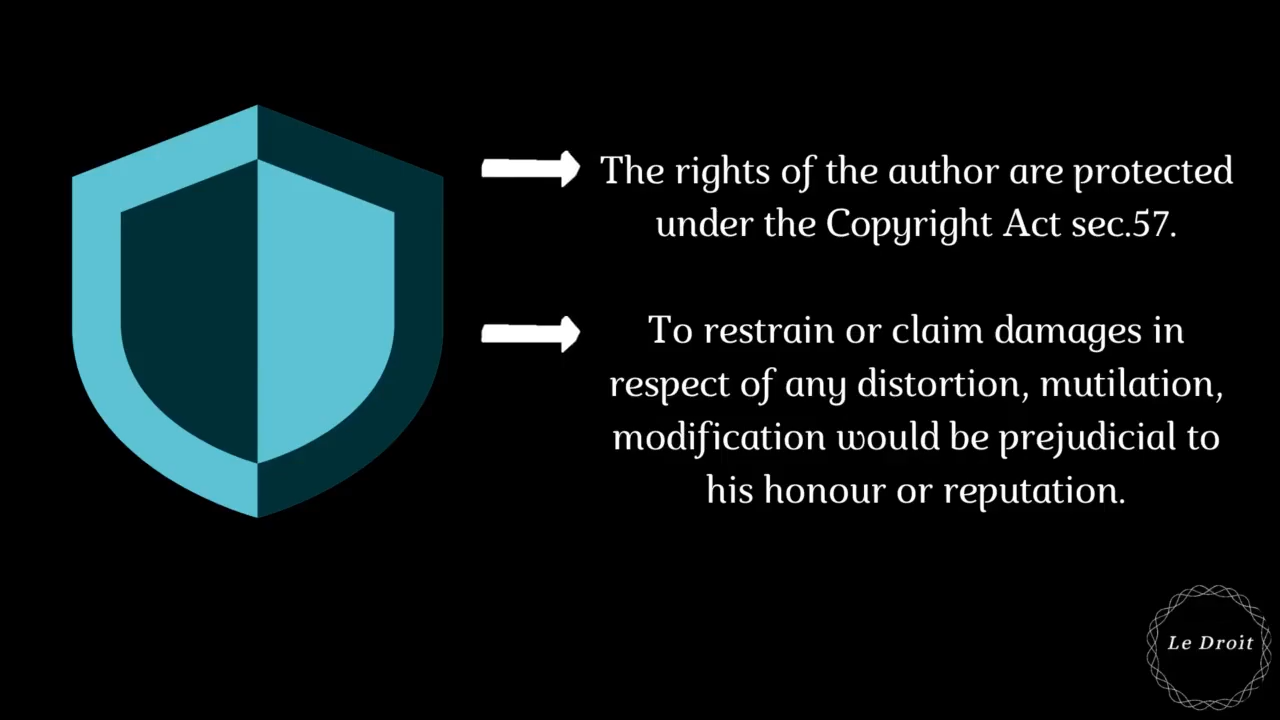 The rights of the author are protected
under the Copyright Act sec.57.
To restrain or claim damages in
respect of any distortion, mutilation,
modification would be prejudicial to
his honour or reputation.
Le Droit